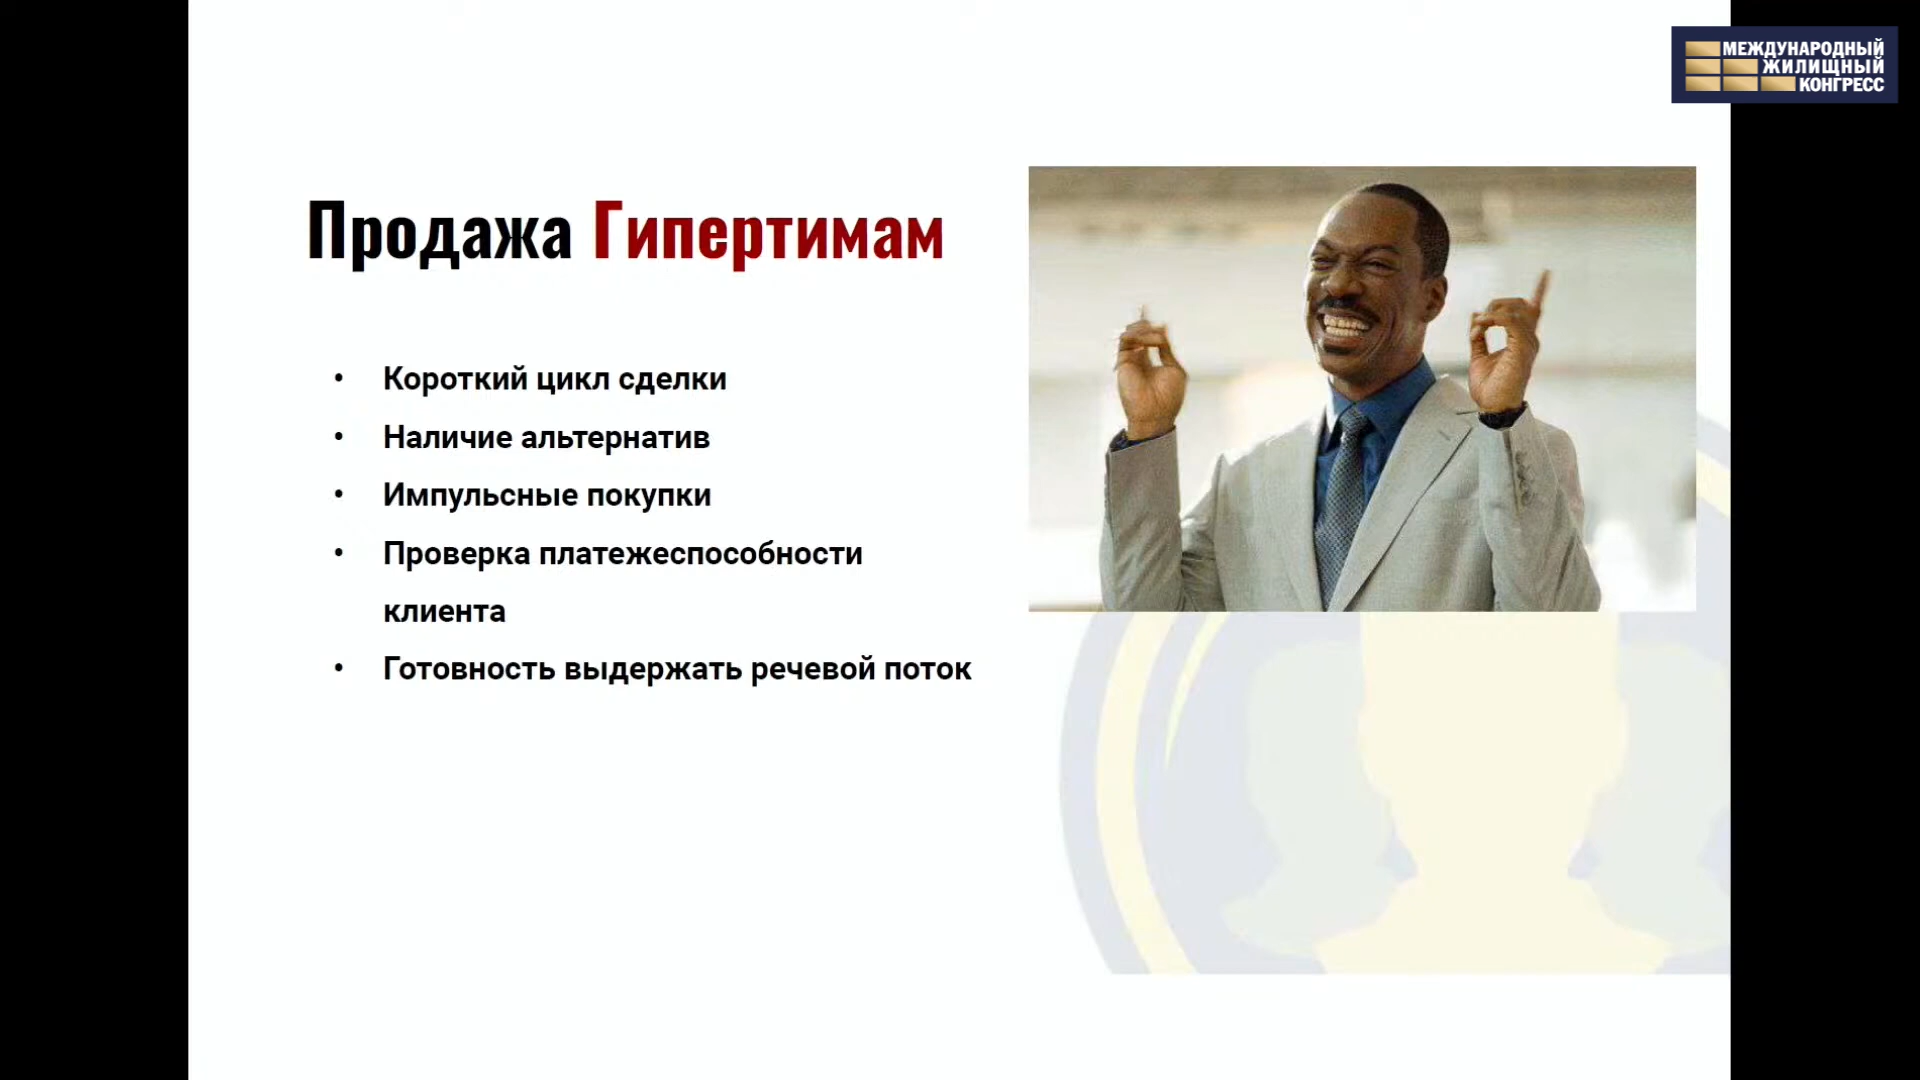 МЕЖДУНАРОДНЫЙ
ЖИЛИЩНЫЙ
КОНГРЕСС
Продажа Гипертимам
• Короткий цикл сделки
• Наличие альтернатив
• Импульсные покупки
• Проверка платежеспособности
клиента
• Готовность выдержать речевой поток